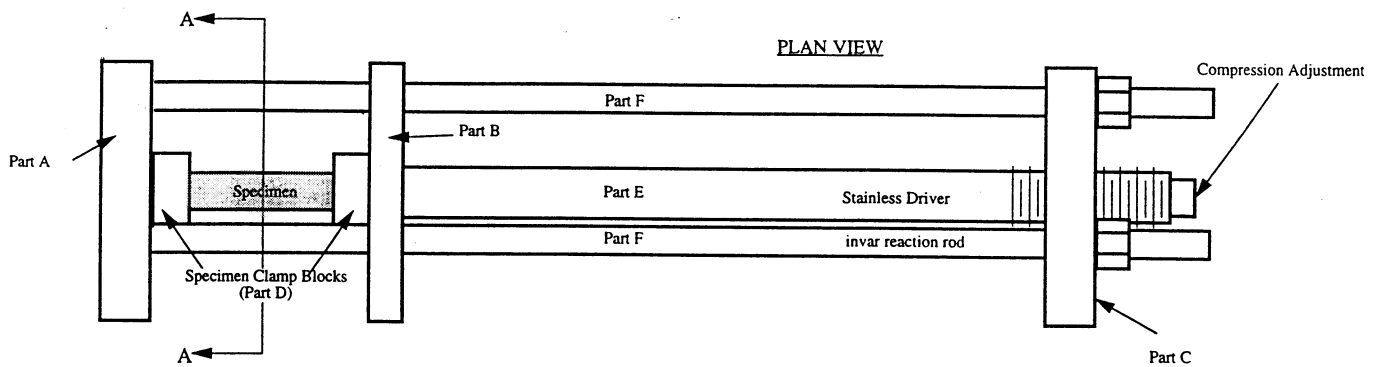 A
PLAN VIEW
Compression Adjustment
Part F
Part B
Part A
Specimen
Part E
Stainless Driver
Part F
invar reaction rod
Specimen Clamp Blocks
(Part D)
A
Part C